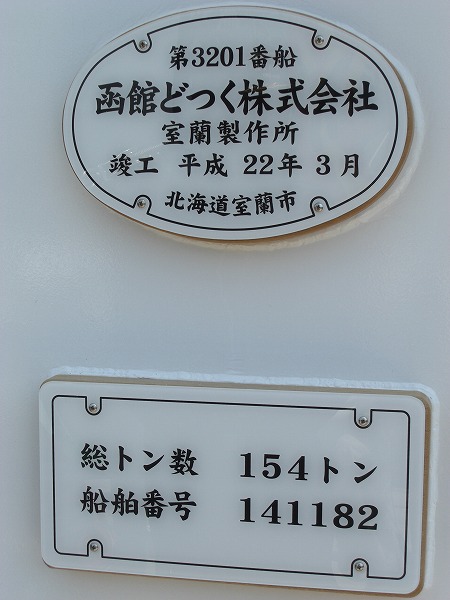 第3201番船
函館どつく株式会社
室蘭製作所
竣工 平成 22年 3月
北海道室蘭市
総トン数 154トン
船舶番号 141182